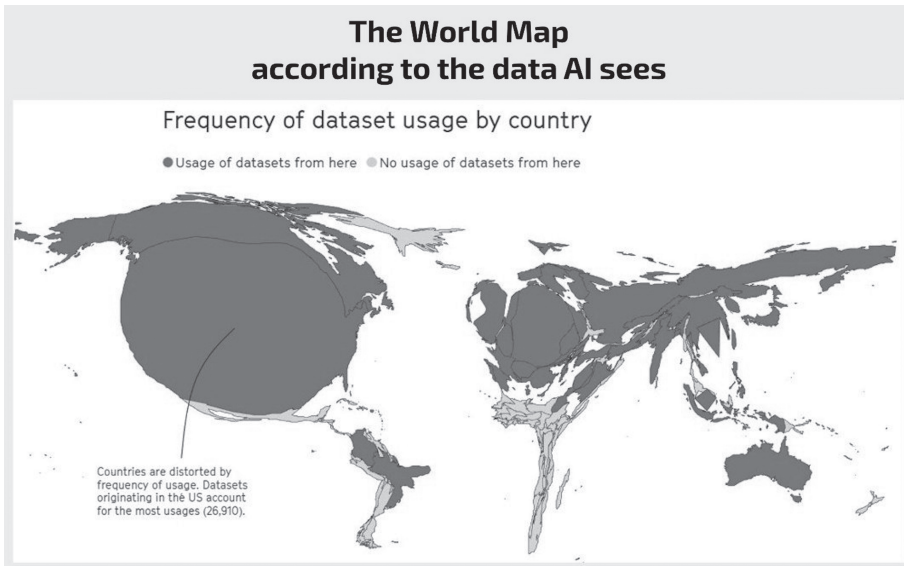 The World Map
according to the data AI sees
Frequency of dataset usage by country
Usage of datasets from here No usage of datasets from here
Countries are distorted by
frequency of usage. Datasets
originating in the US account
for the most usages (26,910).